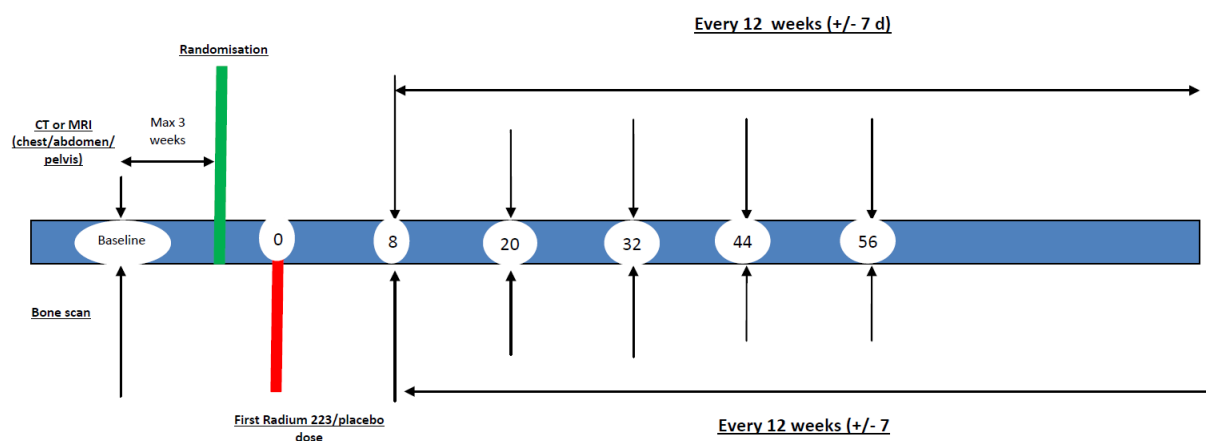 Every 12 weeks (+/- 7 d)
Randomisation
CT or MRI
(chest/abdomen/
pelvis)
Max 3
weeks
Baseline
0
8
20
32
44
56
Bone scan
First Radium 223/placebo
dose
Every 12 weeks (+/- 7